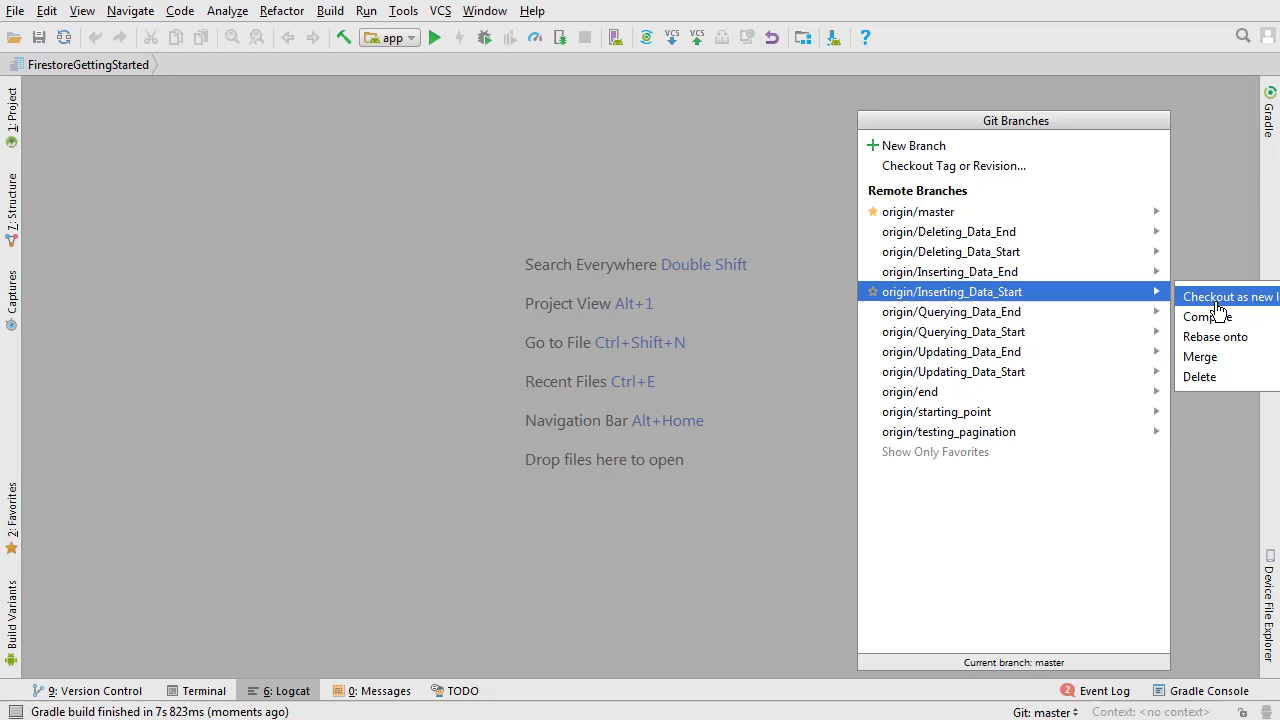 File Edit View Navigate Code Analyze Refactor Build Run Tools VCS Window Help
app VCS VCS ?
FirestoreGettingStarted
1: Project
7: Structure
Captures
2: Favorites
Build Variants
Search Everywhere Double Shift
Project View Alt+1
Go to File Ctrl+Shift+N
Recent Files Ctrl+E
Navigation Bar Alt+Home
Drop files here to open
Git Branches
New Branch
Checkout Tag or Revision...
Remote Branches
origin/master
origin/Deleting_Data_End
origin/Deleting_Data_Start
origin/Inserting_Data_End
origin/Inserting_Data_Start
origin/Querying_Data_End
origin/Querying_Data_Start
origin/Updating_Data_End
origin/Updating_Data_Start
origin/end
origin/starting_point
origin/testing_pagination
Show Only Favorites
Current branch: master
Checkout as new
Rebase onto
Merge
Delete
Gradle
Device File Explorer
9: Version Control Terminal 6: Logcat 0: Messages TODO 2 Event Log Gradle Console
Gradle build finished in 7s 823ms (moments ago) Git: master Context: <no context>